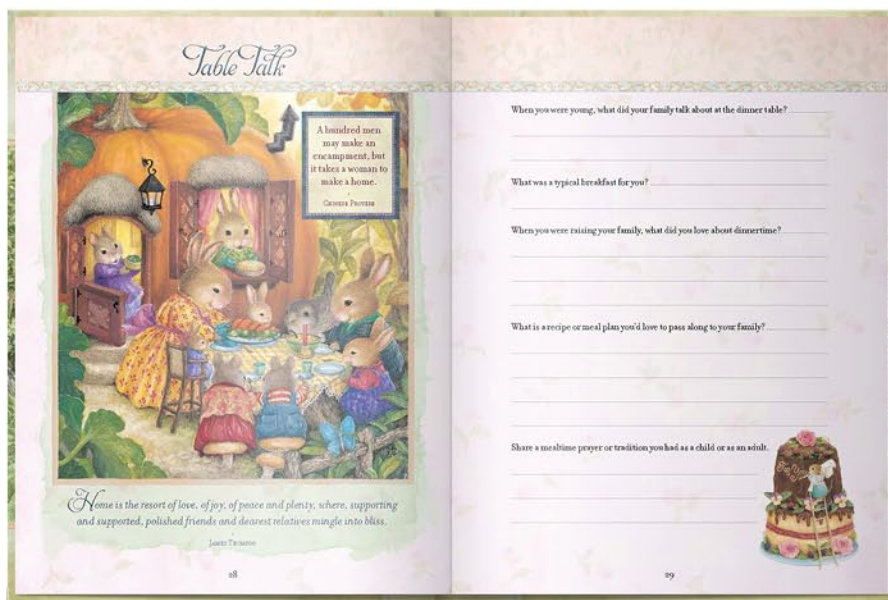 Table Talk
A hundred men
may make an
encampment, but
it takes a woman to
make a home.
Chinese Proverb
Home is the resort of love, of joy, of peace and plenty, where, supporting
and supported, polished friends and dearest relatives mingle into bliss.
James Thomson
28
When you were young, what did your family talk about at the dinner table?
What was a typical breakfast for you?
When you were raising your family, what did you love about dinnertime?
What is a recipe or meal plan you'd love to pass along to your family?
Share a mealtime prayer or tradition you had as a child or as an adult.
29